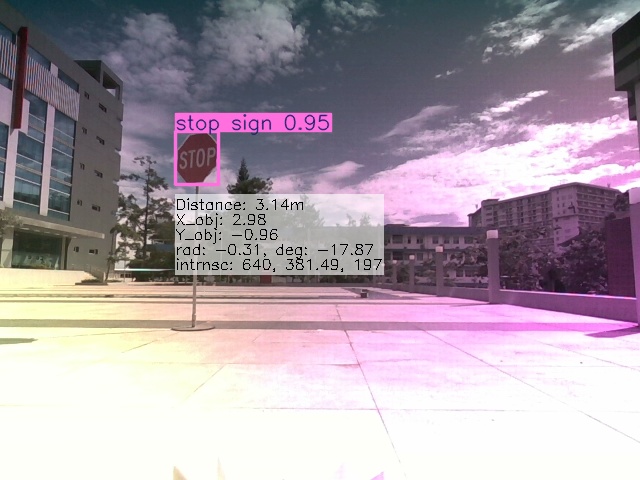 stop sign 0.95
STOP
Distance: 3.14m
X_obj: 2.98
Y_obj: -0.96
rad: -0.31, deg: -17.87
intrnsc: 640, 381.49, 197